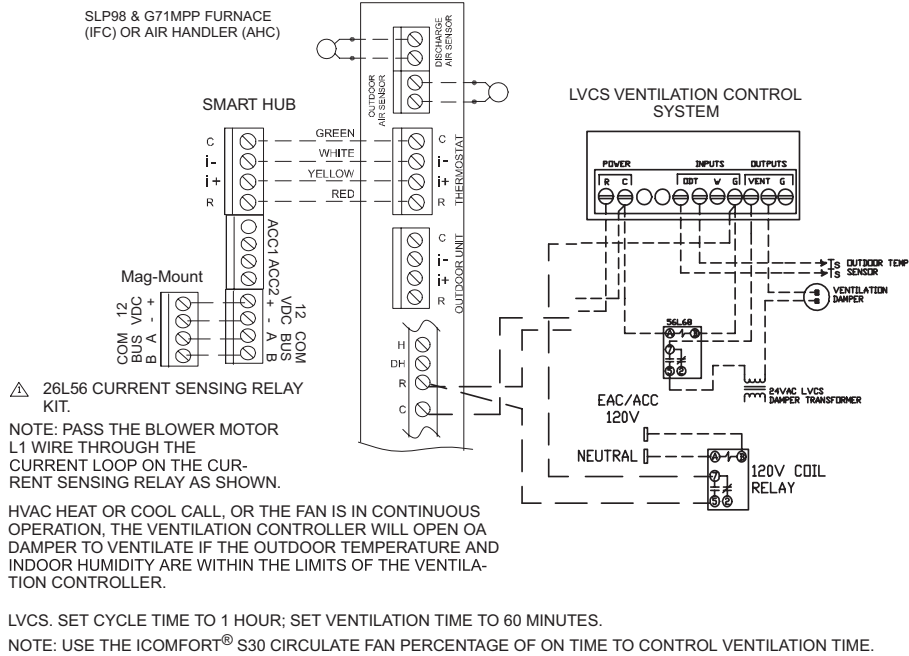 SLP98 & G71MPP FURNACE
(IFC) OR AIR HANDLER (AHC)
DISCHARGE
AIR SENSOR
OUTDOOR
AIR SENSOR
SMART HUB
C
i-
i+
R
GREEN
WHITE
YELLOW
RED
C
i-
i+
R
THERMOSTAT
ACC1 ACC2
C
i-
i+
R
OUTDOOR UNIT
Mag-Mount
12
VDC
COM
BUS
+
-
A
B
+
-
A
B
12
VDC
COM
BUS
H
DH
R
C
LVCS VENTILATION CONTROL
SYSTEM
POWER
INPUTS
OUTPUTS
R C
ODT W G
VENT G
S OUTDOOR TEMP
S SENSOR
VENTILATION
DAMPER
56L68
A B
7
5 2
24VAC LVCS
DAMPER TRANSFORMER
EAC/ACC
120V
NEUTRAL
A B
7
5 2
120V COIL
RELAY
⚠ 26L56 CURRENT SENSING RELAY
KIT.
NOTE: PASS THE BLOWER MOTOR
L1 WIRE THROUGH THE
CURRENT LOOP ON THE CUR-
RENT SENSING RELAY AS SHOWN.
HVAC HEAT OR COOL CALL, OR THE FAN IS IN CONTINUOUS
OPERATION, THE VENTILATION CONTROLLER WILL OPEN OA
DAMPER TO VENTILATE IF THE OUTDOOR TEMPERATURE AND
INDOOR HUMIDITY ARE WITHIN THE LIMITS OF THE VENTILA-
TION CONTROLLER.
LVCS. SET CYCLE TIME TO 1 HOUR; SET VENTILATION TIME TO 60 MINUTES.
NOTE: USE THE ICOMFORT® S30 CIRCULATE FAN PERCENTAGE OF ON TIME TO CONTROL VENTILATION TIME.